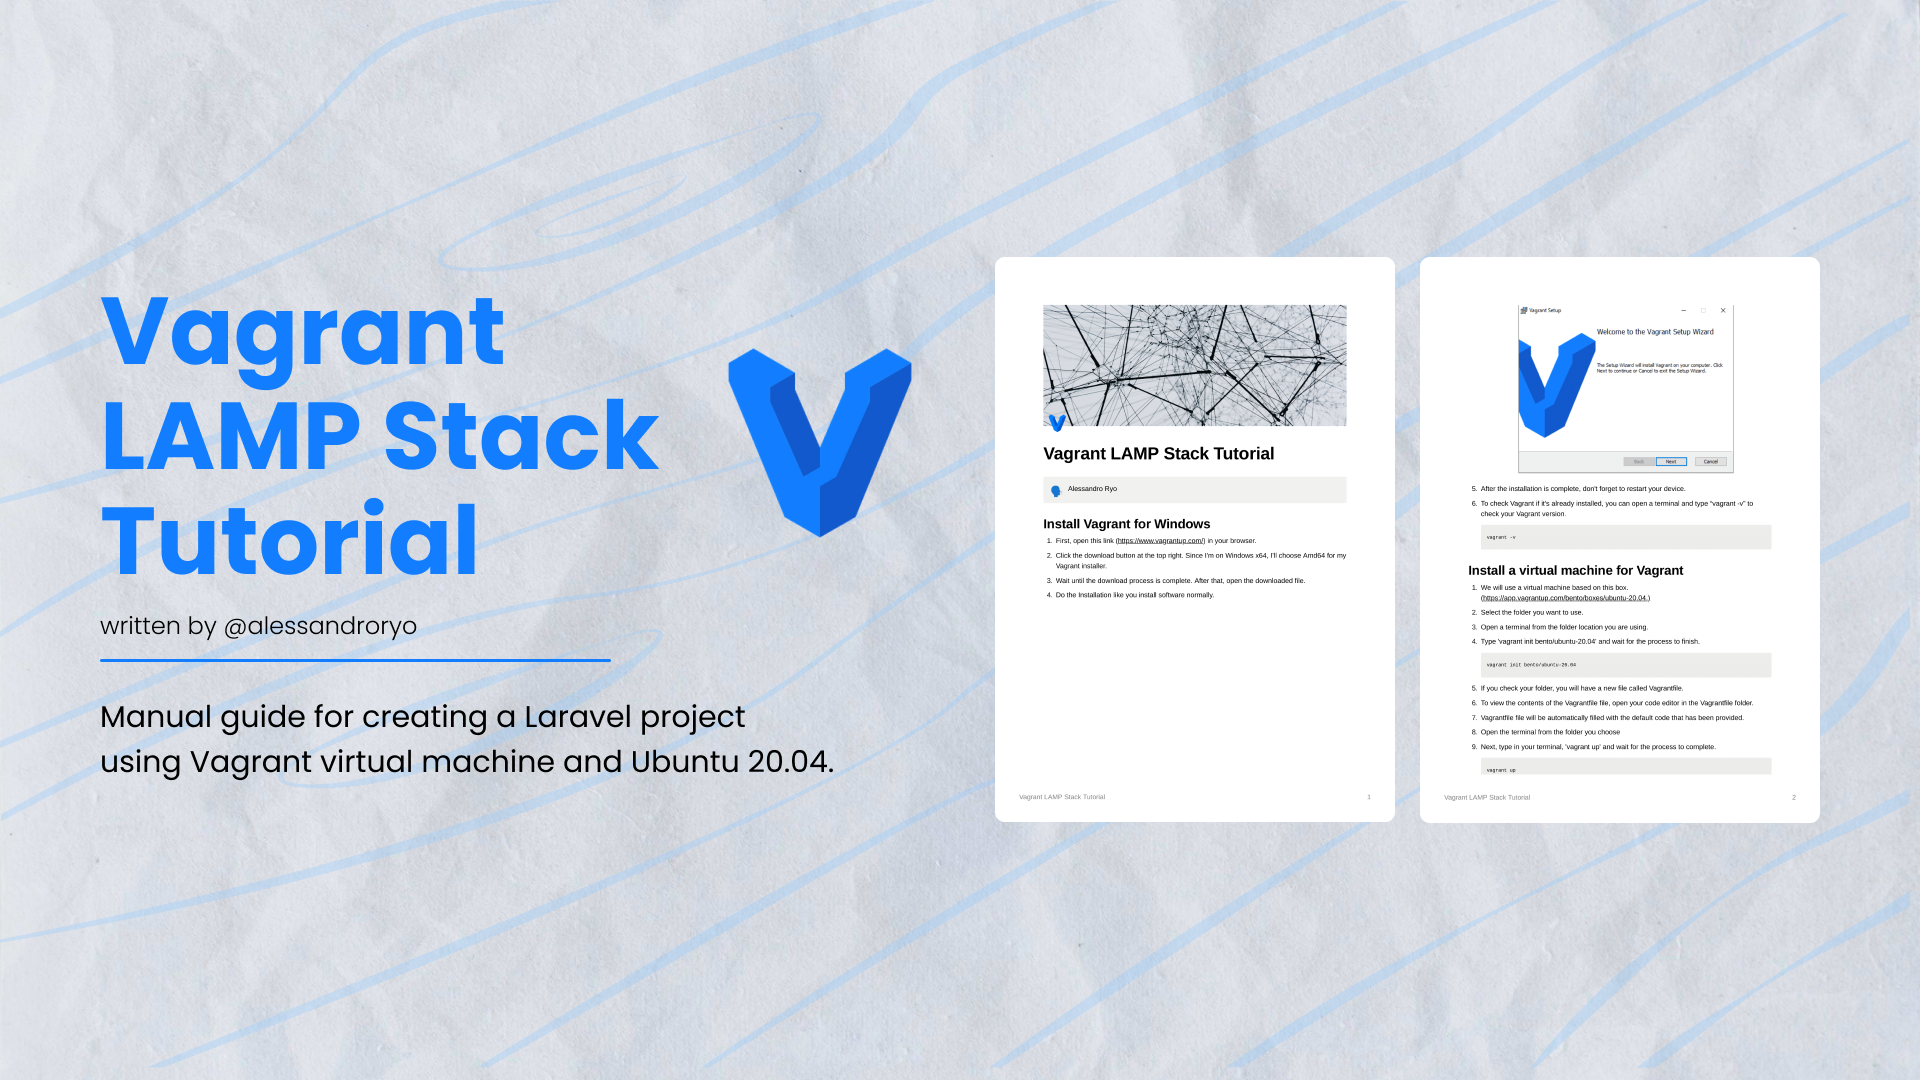 Vagrant
LAMP Stack
Tutorial
written by @alessandroryo
Manual guide for creating a Laravel project
using Vagrant virtual machine and Ubuntu 20.04.
Vagrant LAMP Stack Tutorial
Alessandro Ryo
Install Vagrant for Windows
1. First, open this link (https://www.vagrantup.com/) in your browser.
2. Click the download button at the top right. Since I'm on Windows x64, I'll choose Amd64 for my
Vagrant installer.
3. Wait until the download process is complete. After that, open the downloaded file.
4. Do the Installation like you install software normally.
Vagrant LAMP Stack Tutorial 1
Vagrant Setup
Welcome to the Vagrant Setup Wizard
The Setup Wizard will install Vagrant on your computer. Click
Next to continue or Cancel to exit the Setup Wizard.
Back Next Cancel
5. After the installation is complete, don't forget to restart your device.
6. To check Vagrant if it's already installed, you can open a terminal and type "vagrant -v" to
check your Vagrant version.
vagrant -v
Install a virtual machine for Vagrant
1. We will use a virtual machine based on this box.
(https://app.vagrantup.com/bento/boxes/ubuntu-20.04.)
2. Select the folder you want to use.
3. Open a terminal from the folder location you are using.
4. Type 'vagrant init bento/ubuntu-20.04' and wait for the process to finish.
vagrant init bento/ubuntu-20.04
5. If you check your folder, you will have a new file called Vagrantfile.
6. To view the contents of the Vagrantfile file, open your code editor in the Vagrantfile folder.
7. Vagrantfile file will be automatically filled with the default code that has been provided.
8. Open the terminal from the folder you choose
9. Next, type in your terminal, 'vagrant up' and wait for the process to complete.
vagrant up
Vagrant LAMP Stack Tutorial 2